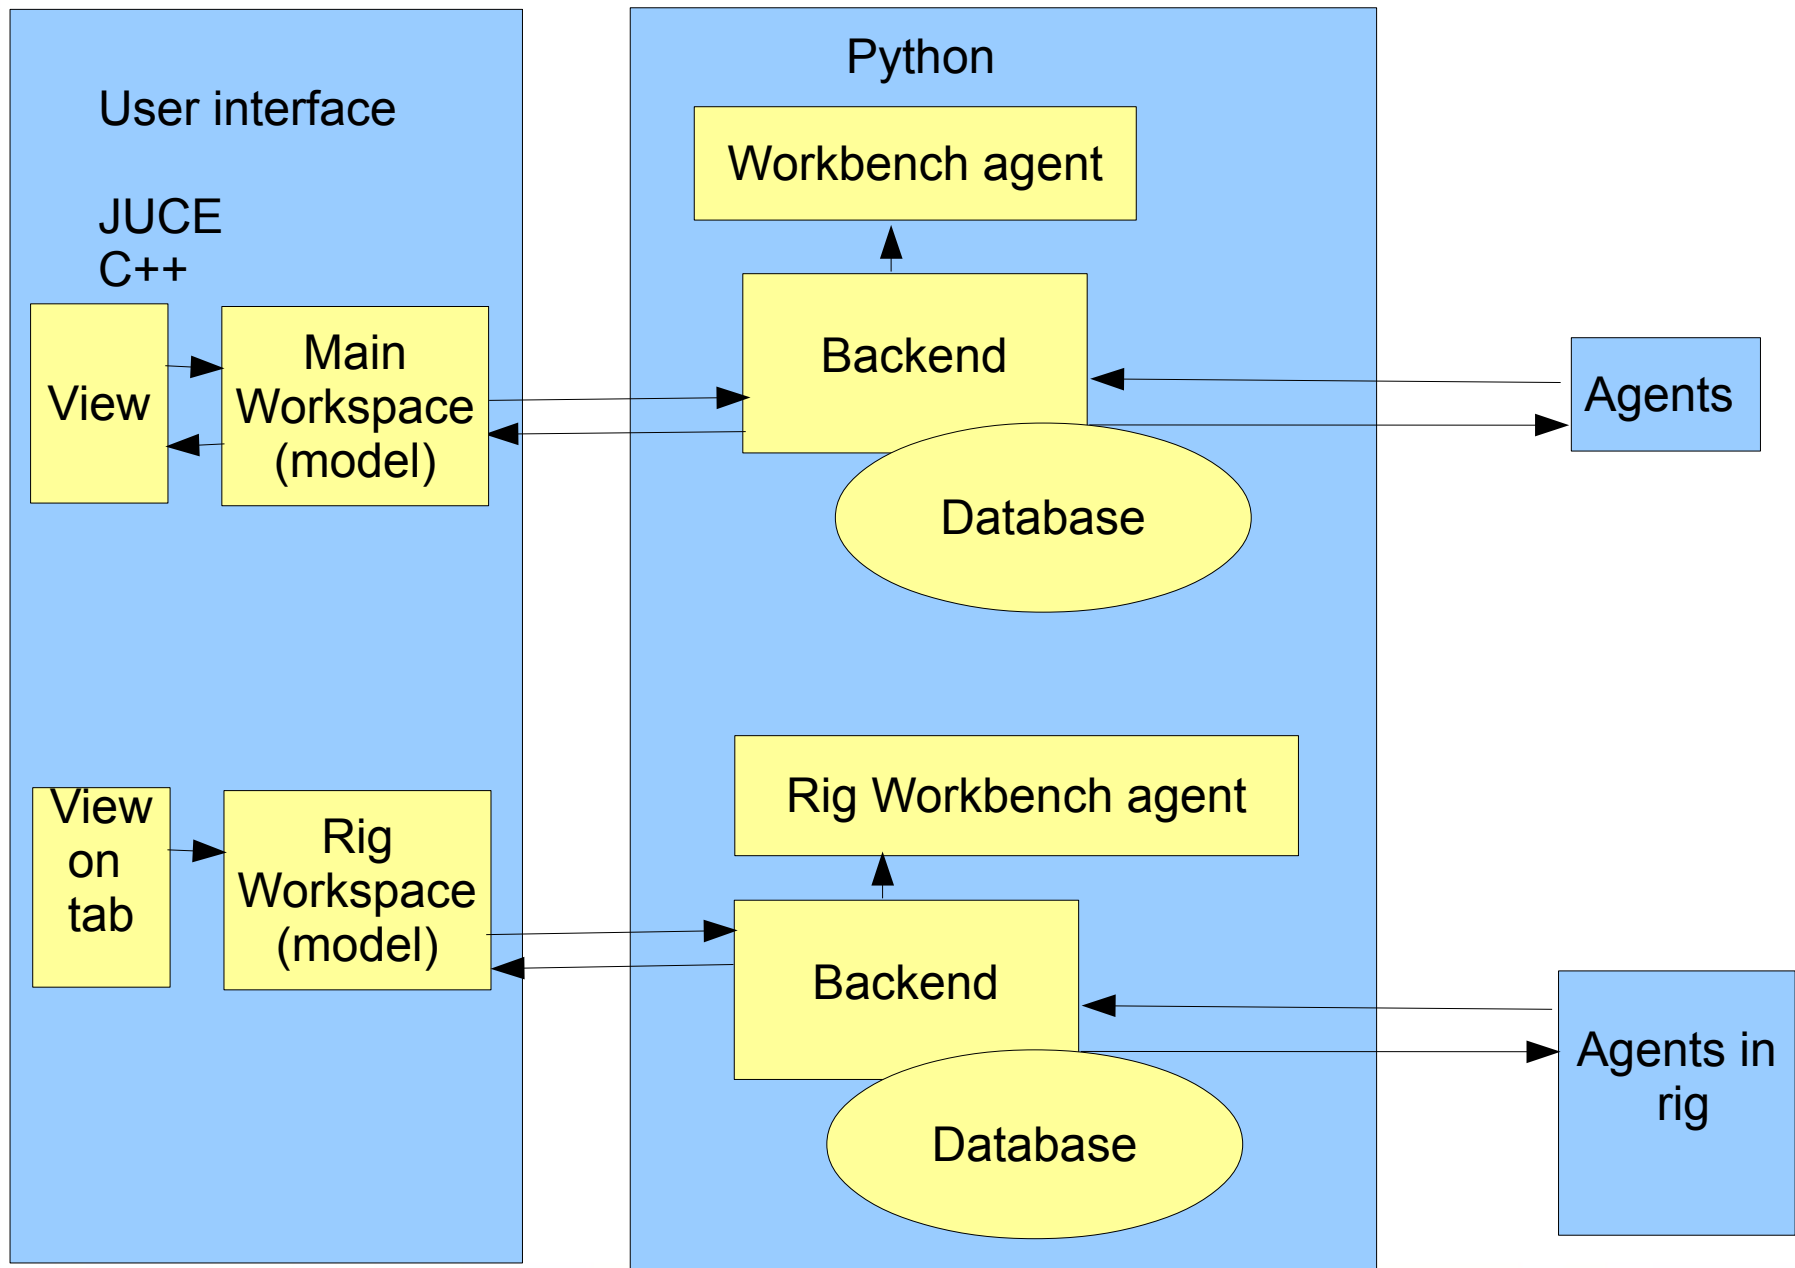 User interface
JUCE
C++
View
Main
Workspace
(model)
Python
Workbench agent
Backend
Database
Agents
View
on
tab
Rig
Workspace
(model)
Rig Workbench agent
Backend
Database
Agents in
rig